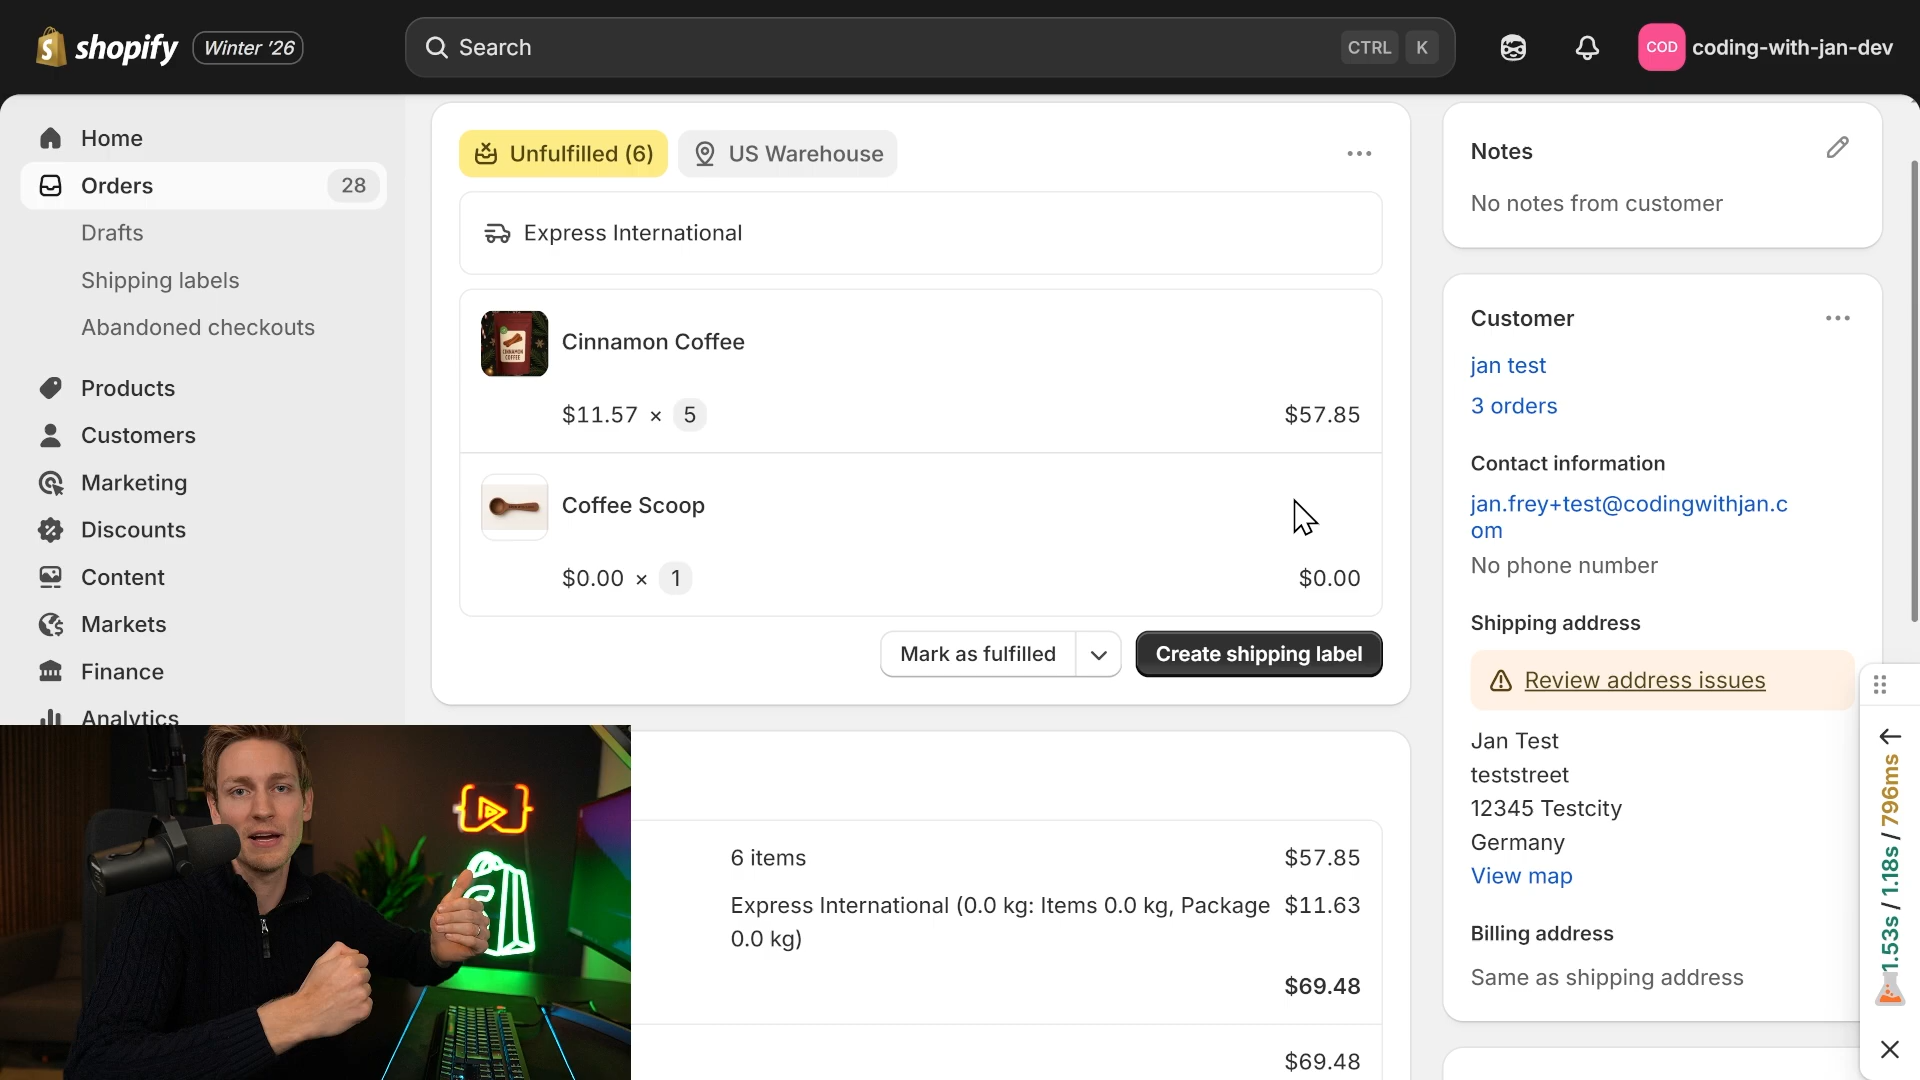 shopify Winter '26
Search
CTRL K
COD coding-with-jan-dev
Home
Orders 28
Drafts
Shipping labels
Abandoned checkouts
Products
Customers
Marketing
Discounts
Content
Markets
Finance
Analytics
Unfulfilled (6) US Warehouse
Express International
Cinnamon Coffee
$11.57 × 5 $57.85
Coffee Scoop
$0.00 × 1 $0.00
Mark as fulfilled
Create shipping label
6 items $57.85
Express International (0.0 kg: Items 0.0 kg, Package $11.63
0.0 kg)
$69.48
$69.48
Notes
No notes from customer
Customer
jan test
3 orders
Contact information
jan.frey+test@codingwithjan.c
om
No phone number
Shipping address
Review address issues
Jan Test
teststreet
12345 Testcity
Germany
View map
Billing address
Same as shipping address
1.53s / 1.18s / 796ms
CINNAMON
COFFEE